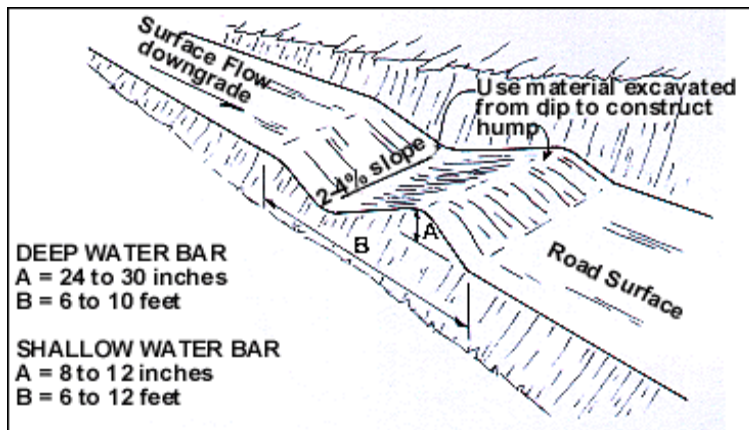 Surface Flow
downgrade
Use material excavated
from dip to construct
hump
2-4% slope
A
B
Road Surface
DEEP WATER BAR
A = 24 to 30 inches
B = 6 to 10 feet
SHALLOW WATER BAR
A = 8 to 12 inches
B = 6 to 12 feet